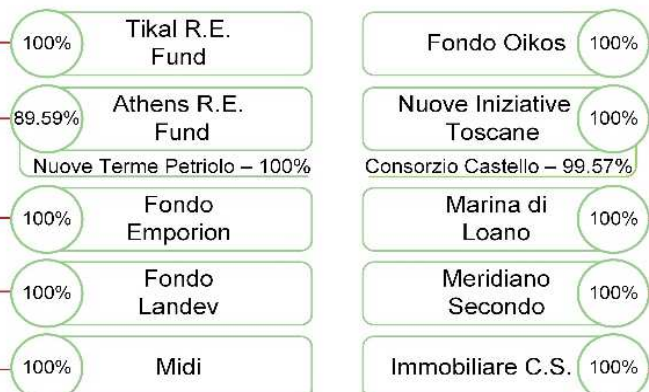 100%
Tikal R.E.
Fund
89.59%
Athens R.E.
Fund
Nuove Terme Petriolo – 100%
100%
Fondo
Emporion
100%
Fondo
Landev
100%
Midi
Fondo Oikos
100%
Nuove Iniziative
Toscane
100%
Consorzio Castello – 99.57%
Marina di
Loano
100%
Meridiano
Secondo
100%
Immobiliare C.S.
100%